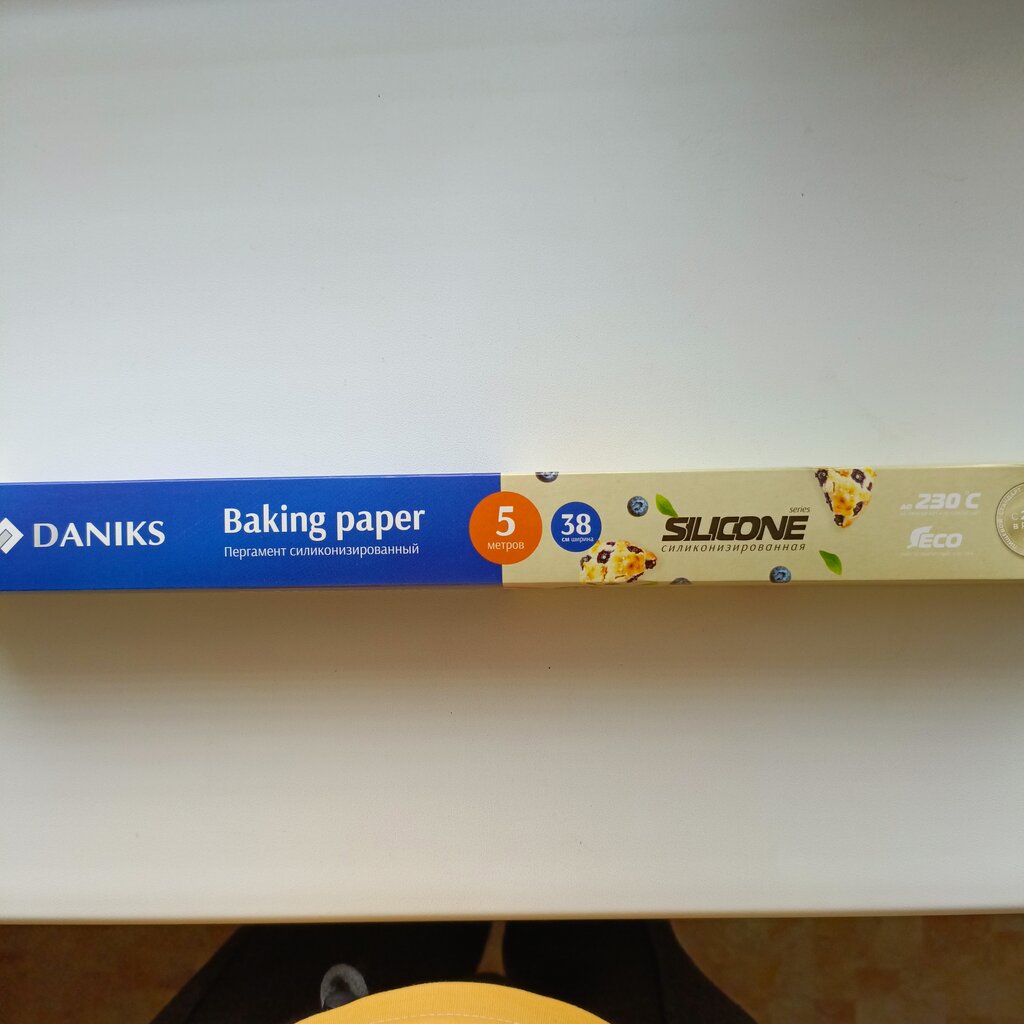 DANIKS
Baking paper
Пергамент силиконизированный
5
метров
38
см ширина
series
SILICONE
силиконизированная
до 230 C
ECO